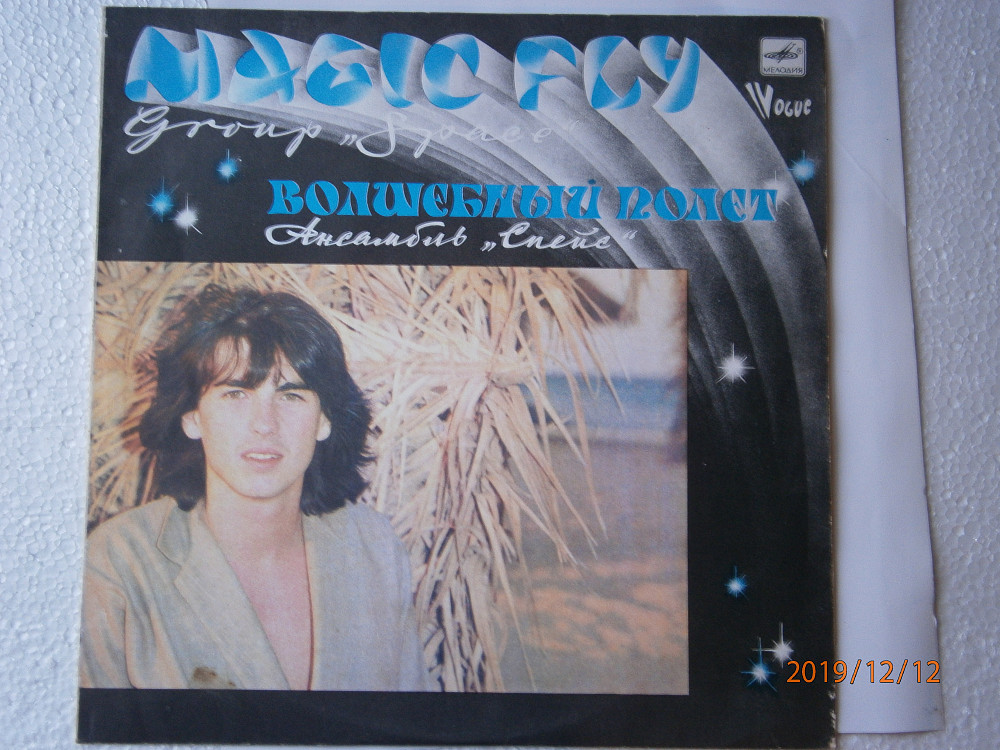 MAGIC FLY
МЕЛОДИЯ
VOGUE
Group „Space“
ВОЛШЕБНЫЙ ПОЛЕТ
Ансамбль „Спейс“
2019/12/12